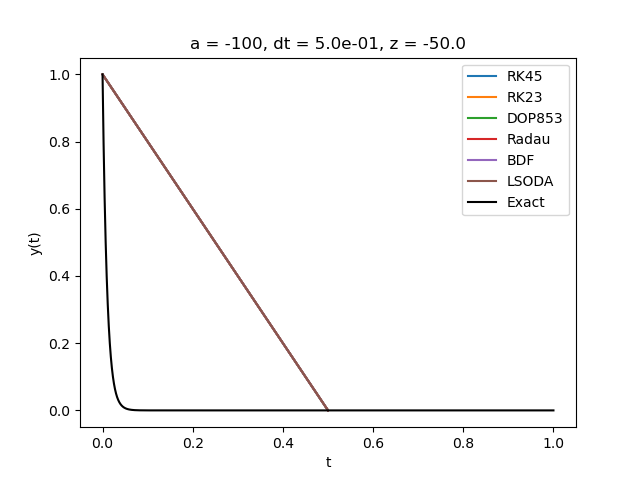 a = -100, dt = 5.0e-01, z = -50.0
RK45
RK23
DOP853
Radau
BDF
LSODA
Exact
y(t)
1.0
0.8
0.6
0.4
0.2
0.0
0.0 0.2 0.4 0.6 0.8 1.0
t